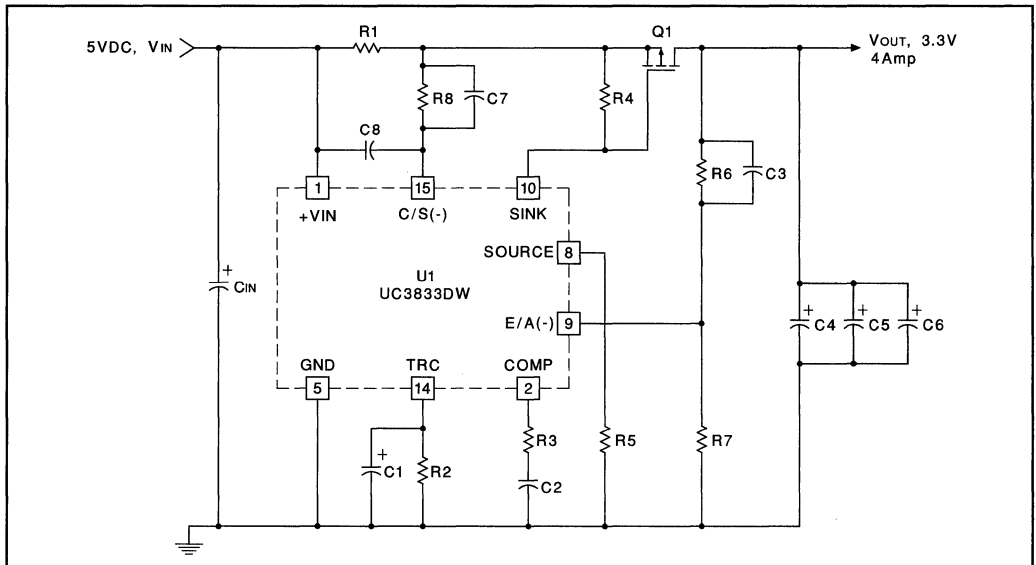 5VDC, VIN
R1
Q1
VOUT, 3.3V
4Amp
R8
C7
R4
C8
R6
C3
1
15
10
+VIN
C/S(-)
SINK
SOURCE
8
U1
UC3833DW
CIN
E/A(-)
9
C4
C5
C6
GND
TRC
COMP
5
14
2
R3
R5
R7
C1
R2
C2
+
+
+
+
+